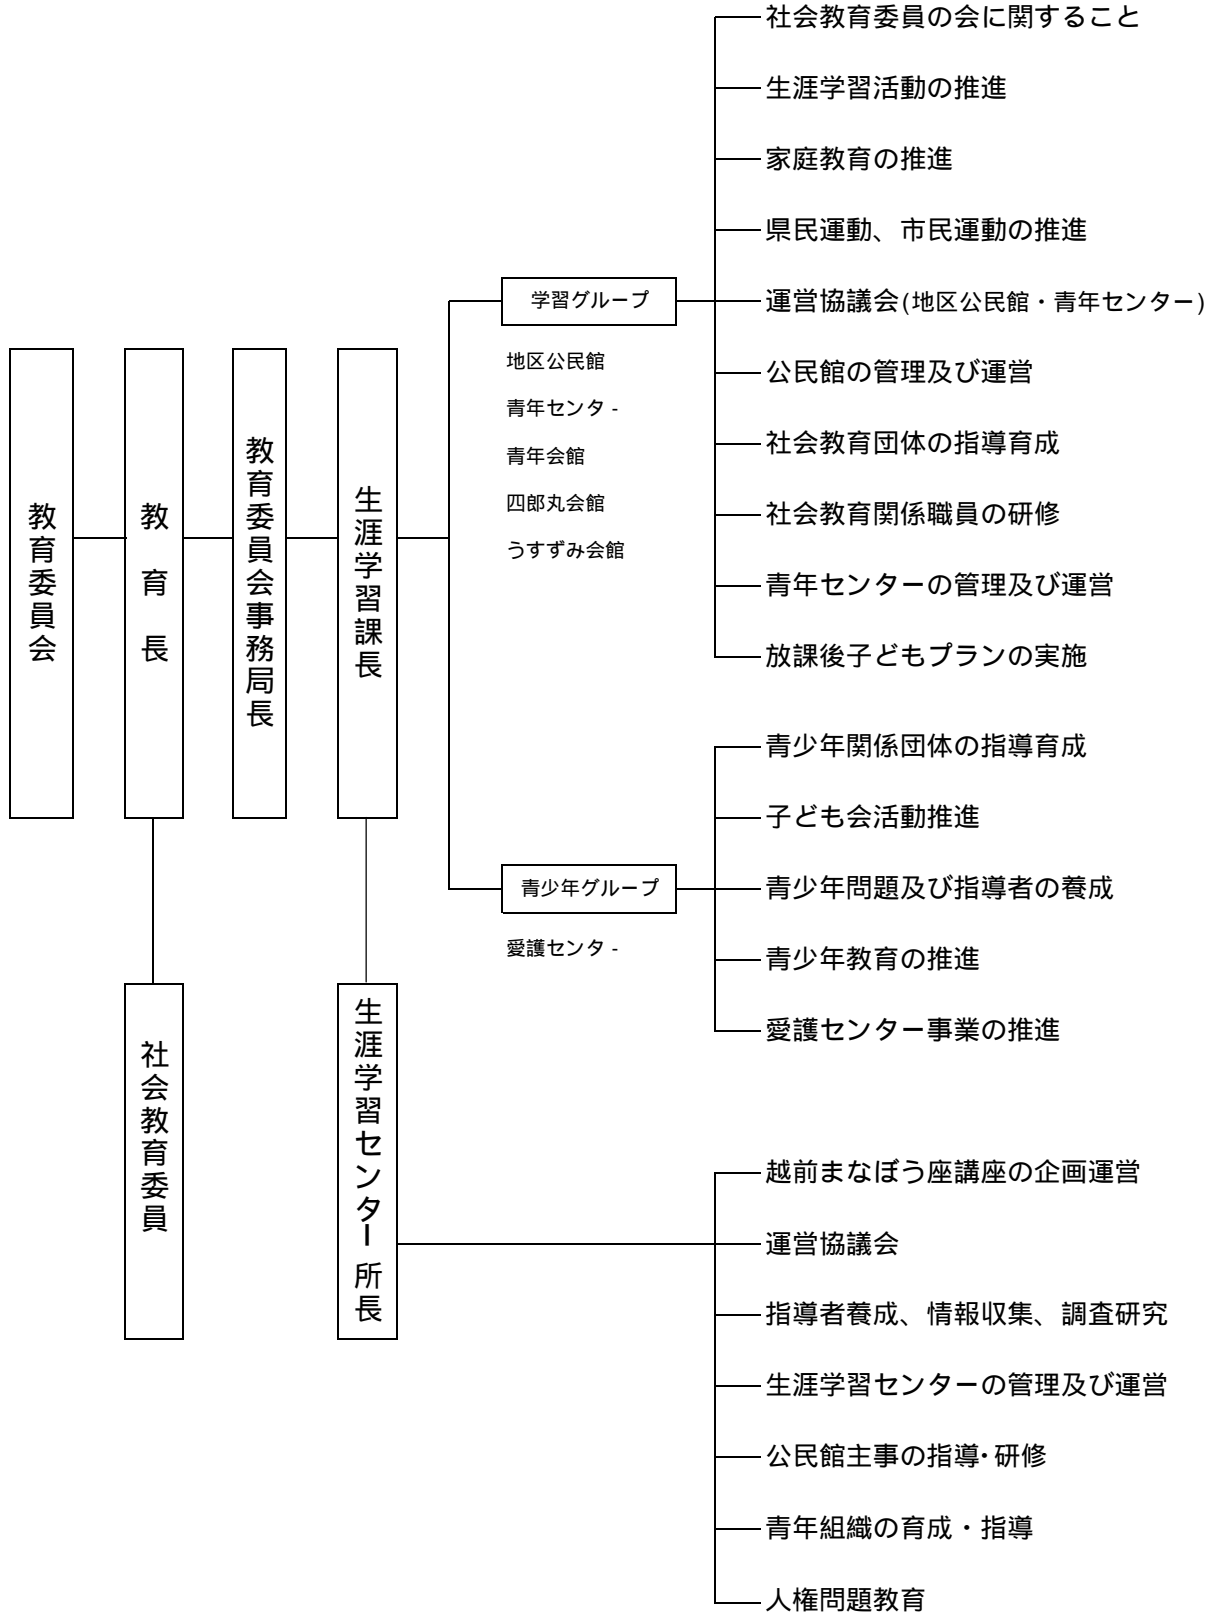 教育委員会
教育長
教育委員会事務局長
生涯学習課長
社会教育委員
生涯学習センター所長
学習グループ
地区公民館
青年センタ-
青年会館
四郎丸会館
うすずみ会館
社会教育委員の会に関すること
生涯学習活動の推進
家庭教育の推進
県民運動、市民運動の推進
運営協議会(地区公民館・青年センター)
公民館の管理及び運営
社会教育団体の指導育成
社会教育関係職員の研修
青年センターの管理及び運営
放課後子どもプランの実施
青少年グループ
愛護センタ-
青少年関係団体の指導育成
子ども会活動推進
青少年問題及び指導者の養成
青少年教育の推進
愛護センター事業の推進
越前まなぼう座講座の企画運営
運営協議会
指導者養成、情報収集、調査研究
生涯学習センターの管理及び運営
公民館主事の指導・研修
青年組織の育成・指導
人権問題教育